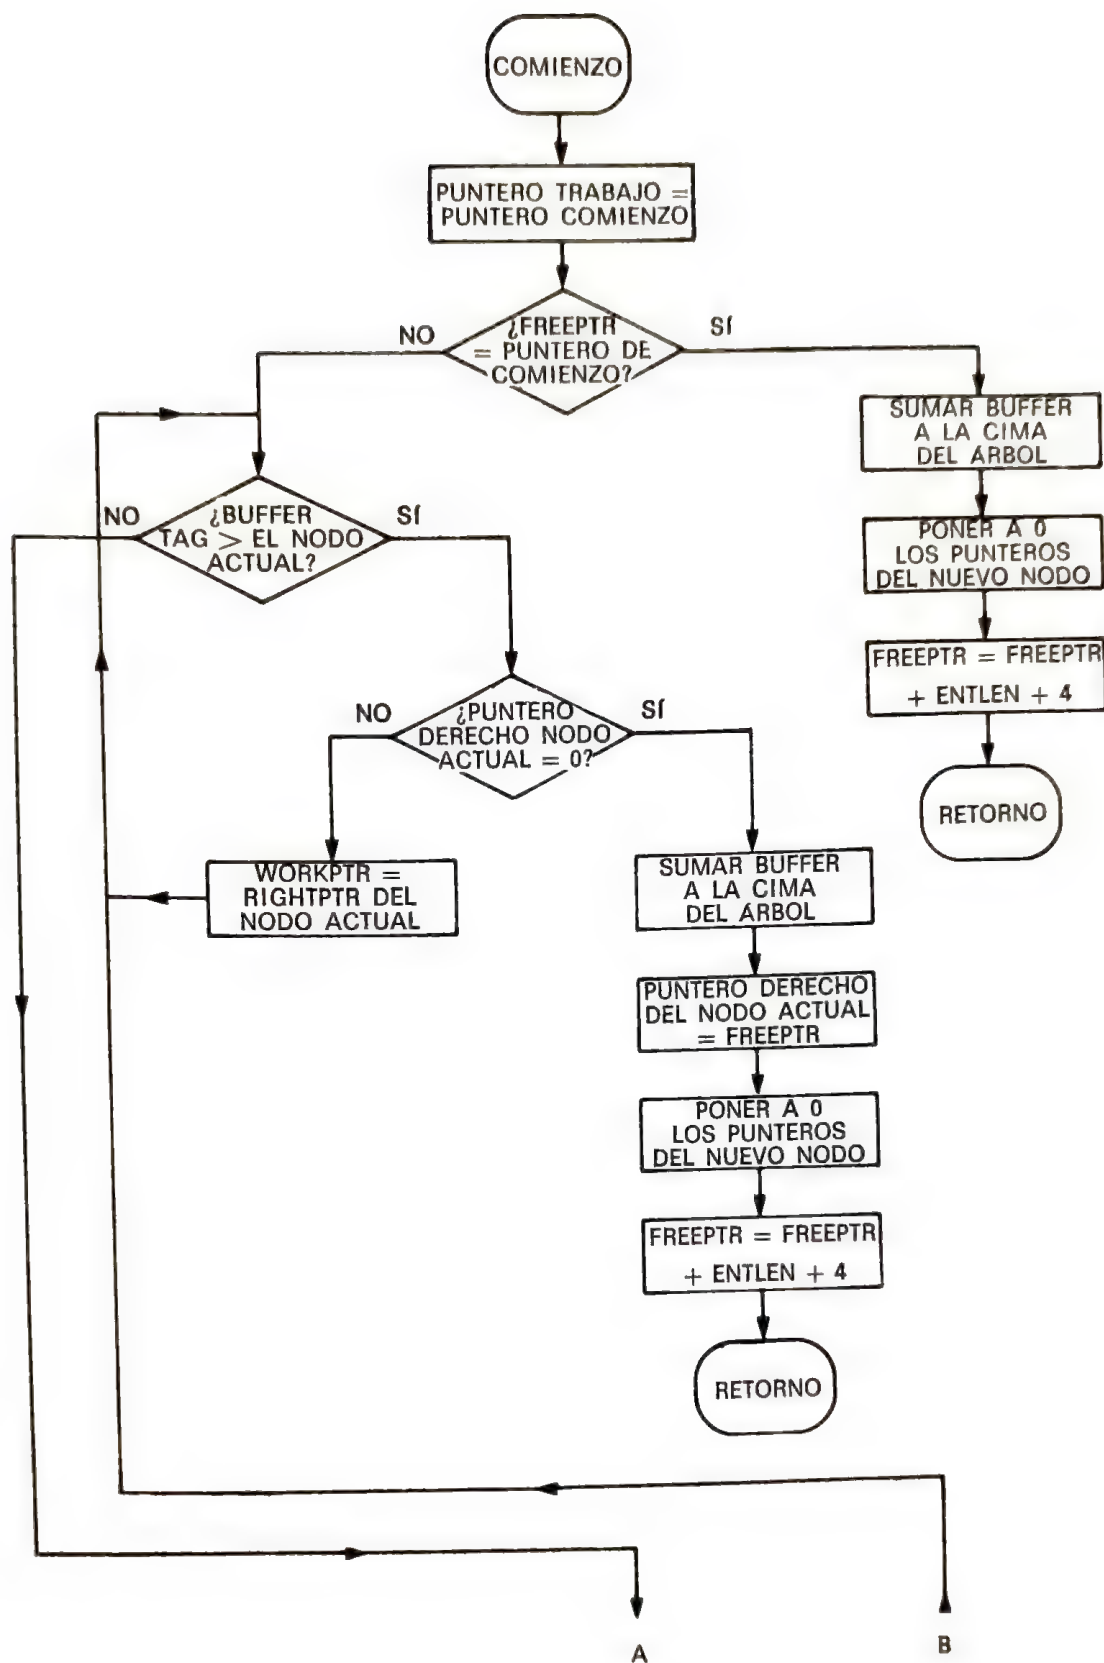 COMIENZO
PUNTERO TRABAJO =
PUNTERO COMIENZO
¿FREEPTR
= PUNTERO DE
COMIENZO?
NO
SÍ
SUMAR BUFFER
A LA CIMA
DEL ÁRBOL
PONER A 0
LOS PUNTEROS
DEL NUEVO NODO
FREEPTR = FREEPTR
+ ENTLEN + 4
RETORNO
¿BUFFER
TAG > EL NODO
ACTUAL?
NO
SÍ
¿PUNTERO
DERECHO NODO
ACTUAL = 0?
NO
SÍ
WORKPTR =
RIGHTPTR DEL
NODO ACTUAL
SUMAR BUFFER
A LA CIMA
DEL ÁRBOL
PUNTERO DERECHO
DEL NODO ACTUAL
= FREEPTR
PONER A 0
LOS PUNTEROS
DEL NUEVO NODO
FREEPTR = FREEPTR
+ ENTLEN + 4
RETORNO
A
B